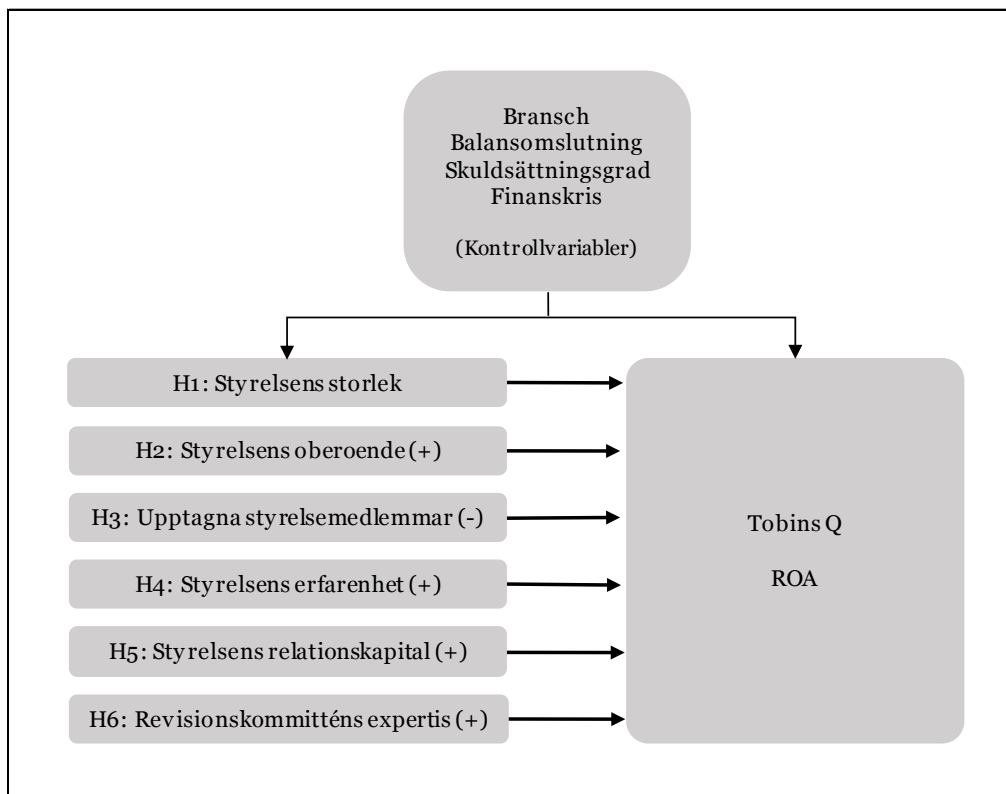 Bransch
Balansomslutning
Skuldsättningsgrad
Finanskris
(Kontrollvariabler)
H1: Styrelsens storlek
H2: Styrelsens oberoende (+)
H3: Upptagna styrelsemedlemmar (-)
H4: Styrelsens erfarenhet (+)
H5: Styrelsens relationskapital (+)
H6: Revisionskommitténs expertis (+)
Tobins Q
ROA